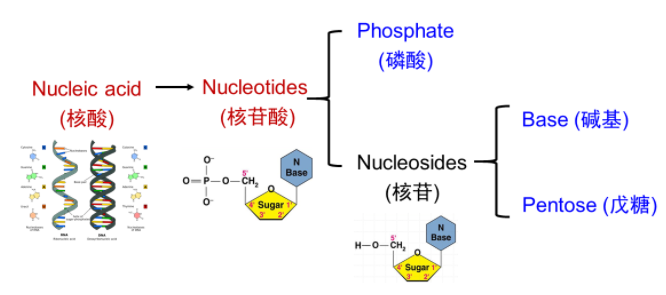 Phosphate
(磷酸)
Nucleic acid
(核酸)
Nucleotides
(核苷酸)
Base (碱基)
Nucleosides
(核苷)
Pentose (戊糖)
O⁻
O=P-O-CH₂
O⁻
5'
N
Base
O
4' Sugar 1'
3' 2'
H-O-CH₂
5'
N
Base
O
4' Sugar 1'
3' 2'